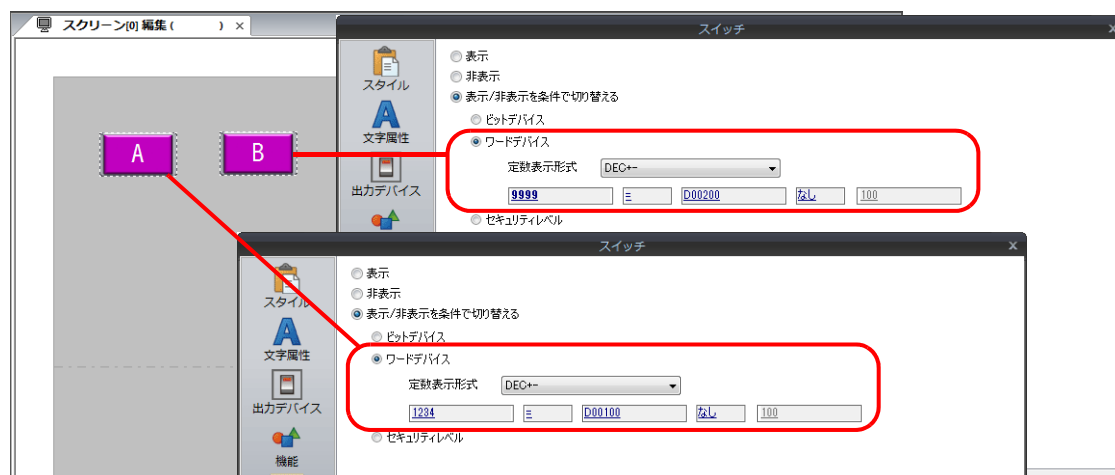 スクリーン[0] 編集 (　　　) ×
スイッチ
x
A
B
スタイル
文字属性
出力デバイス
表示
非表示
表示/非表示を条件で切り替える
ビットデバイス
ワードデバイス
定数表示形式 DEC+-
9999 = D00200 なし 100
セキュリティレベル
スイッチ
x
スタイル
文字属性
出力デバイス
機能
表示
非表示
表示/非表示を条件で切り替える
ビットデバイス
ワードデバイス
定数表示形式 DEC+-
1234 = D00100 なし 100
セキュリティレベル